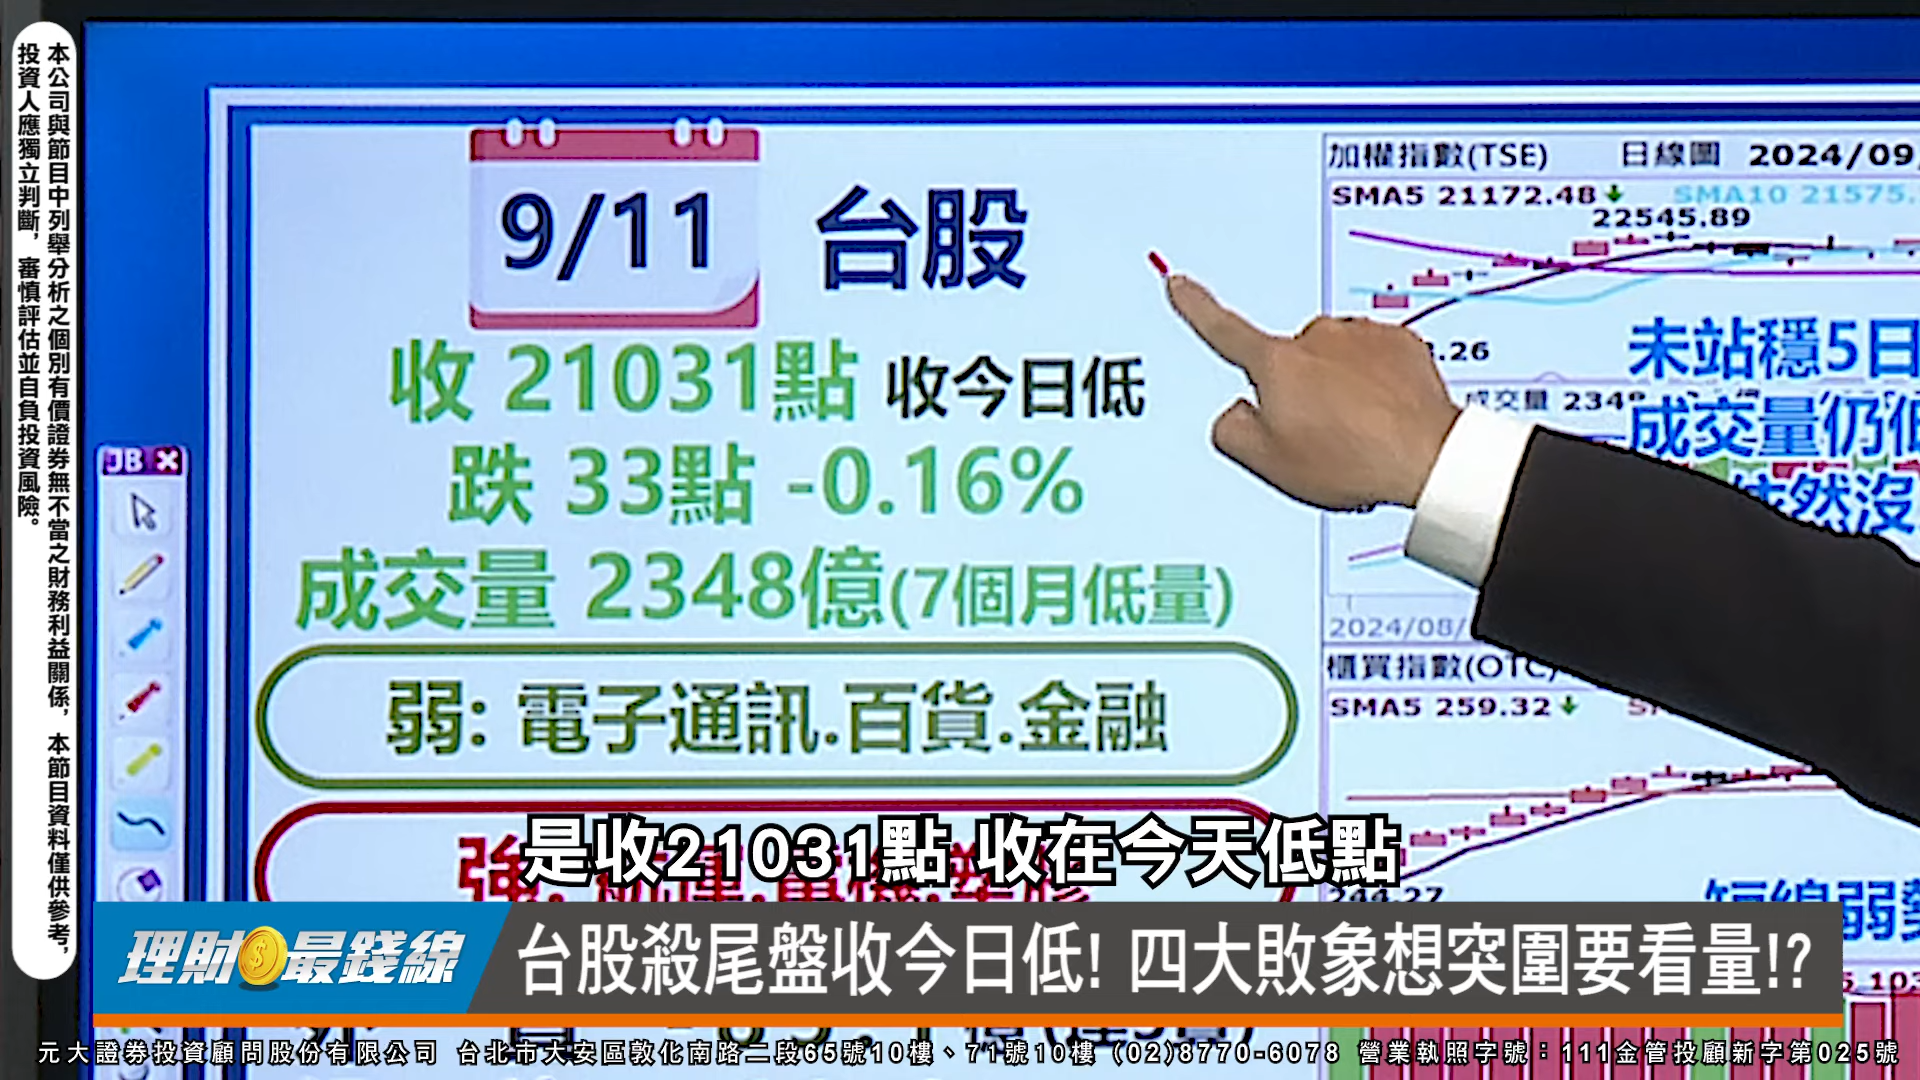 本公司與節目中列舉分析之個別有價證券無不當之財務利益關係，本節目資料僅供參考，
投資人應獨立判斷，審慎評估並自負投資風險。
9/11 台股
收 21031點 收今日低
跌 33點 -0.16%
成交量 2348億(7個月低量)
弱: 電子通訊.百貨.金融
加權指數(TSE) 日線圖 2024/09
SMA5 21172.48↓ SMA10 21575.
22545.89
未站穩5日
.26
成交量 234
成交量仍低
依然沒
2024/08/
櫃買指數(OTC)
SMA5 259.32↓
244.27
JB
是收21031點 收在今天低點
理財最錢線
台股殺尾盤收今日低! 四大敗象想突圍要看量!?
元大證券投資顧問股份有限公司 台北市大安區敦化南路二段65號10樓、71號10樓 (02)8770-6078 營業執照字號：111金管投顧新字第025號